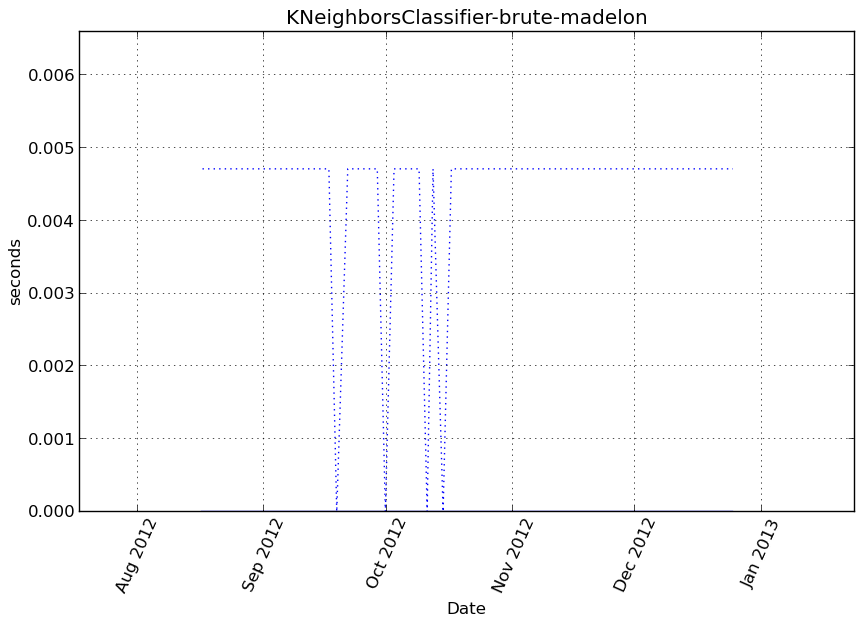 KNeighborsClassifier-brute-madelon
0.006
0.005
0.004
0.003
0.002
0.001
0.000
seconds
Aug 2012
Sep 2012
Oct 2012
Nov 2012
Dec 2012
Jan 2013
Date